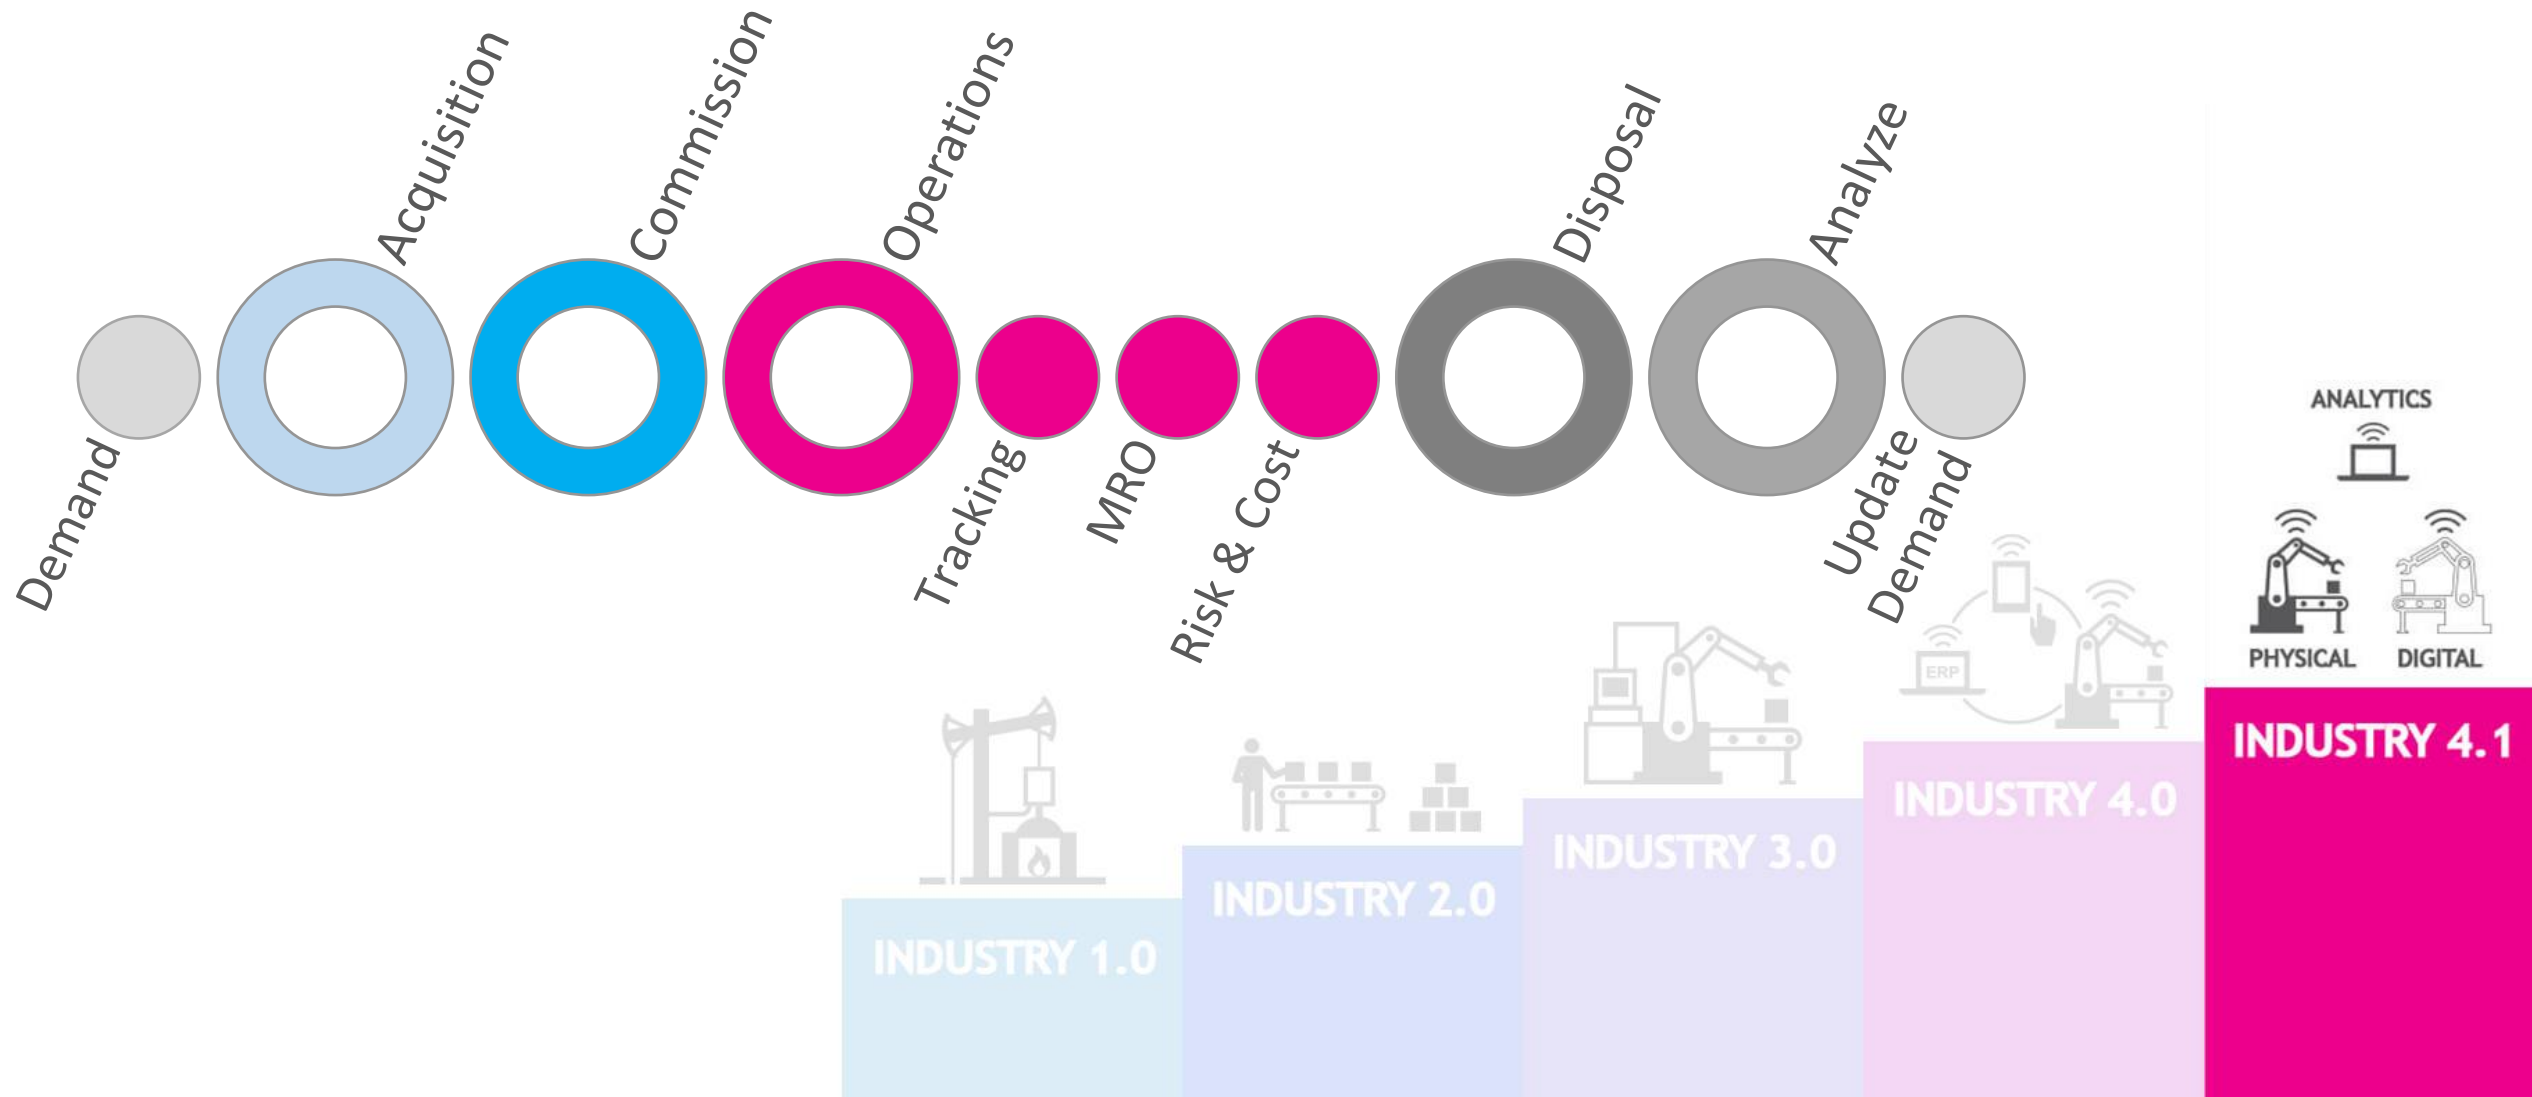 Demand
Acquisition
Commission
Operations
Tracking
MRO
Risk & Cost
Disposal
Analyze
Update
Demand
ANALYTICS
PHYSICAL
DIGITAL
ERP
INDUSTRY 1.0
INDUSTRY 2.0
INDUSTRY 3.0
INDUSTRY 4.0
INDUSTRY 4.1